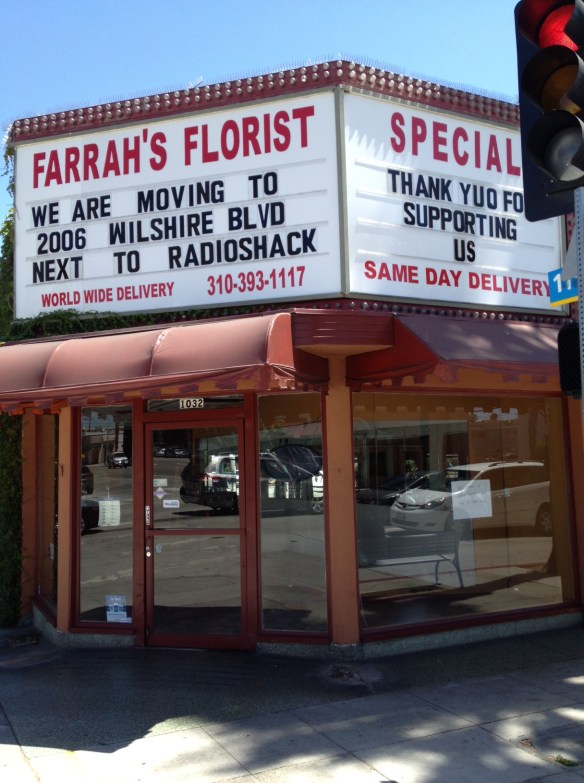 FARRAH'S FLORIST
WE ARE MOVING TO
2006 WILSHIRE BLVD
NEXT TO RADIOSHACK
WORLD WIDE DELIVERY 310-393-1117
SPECIAL
THANK YUO FO
SUPPORTING
US
SAME DAY DELIVERY
1032